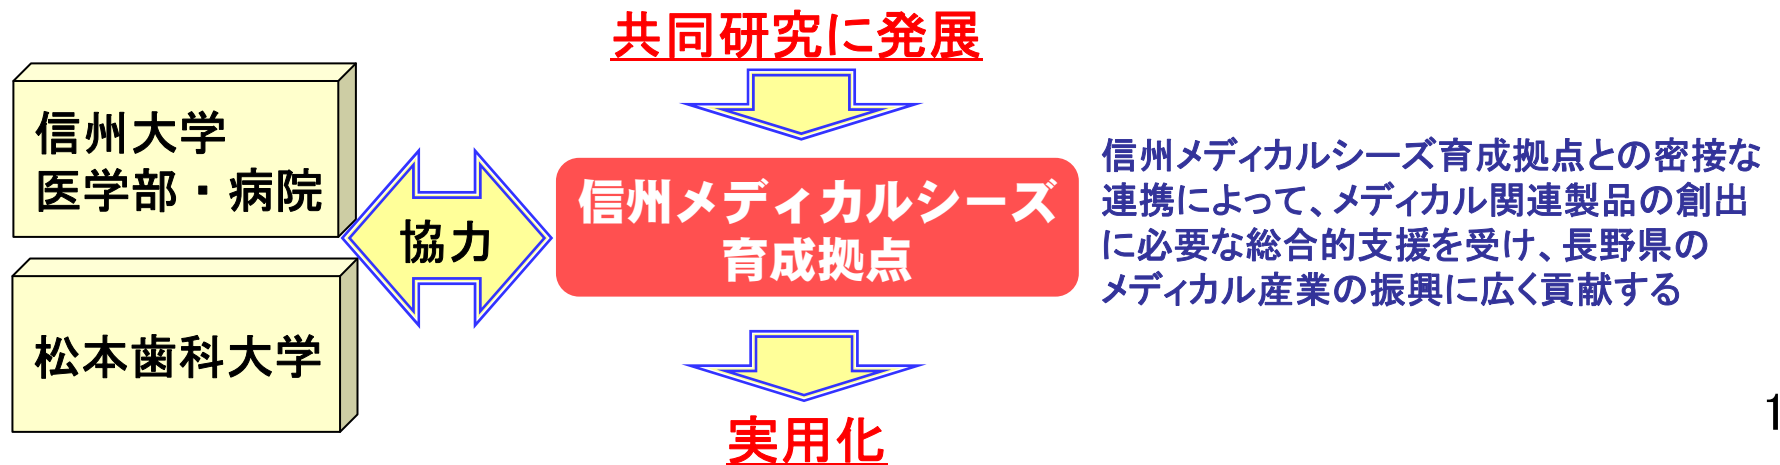 共同研究に発展
信州大学
医学部・病院
協力
松本歯科大学
信州メディカルシーズ
育成拠点
信州メディカルシーズ育成拠点との密接な
連携によって、メディカル関連製品の創出
に必要な総合的支援を受け、長野県の
メディカル産業の振興に広く貢献する
実用化
1